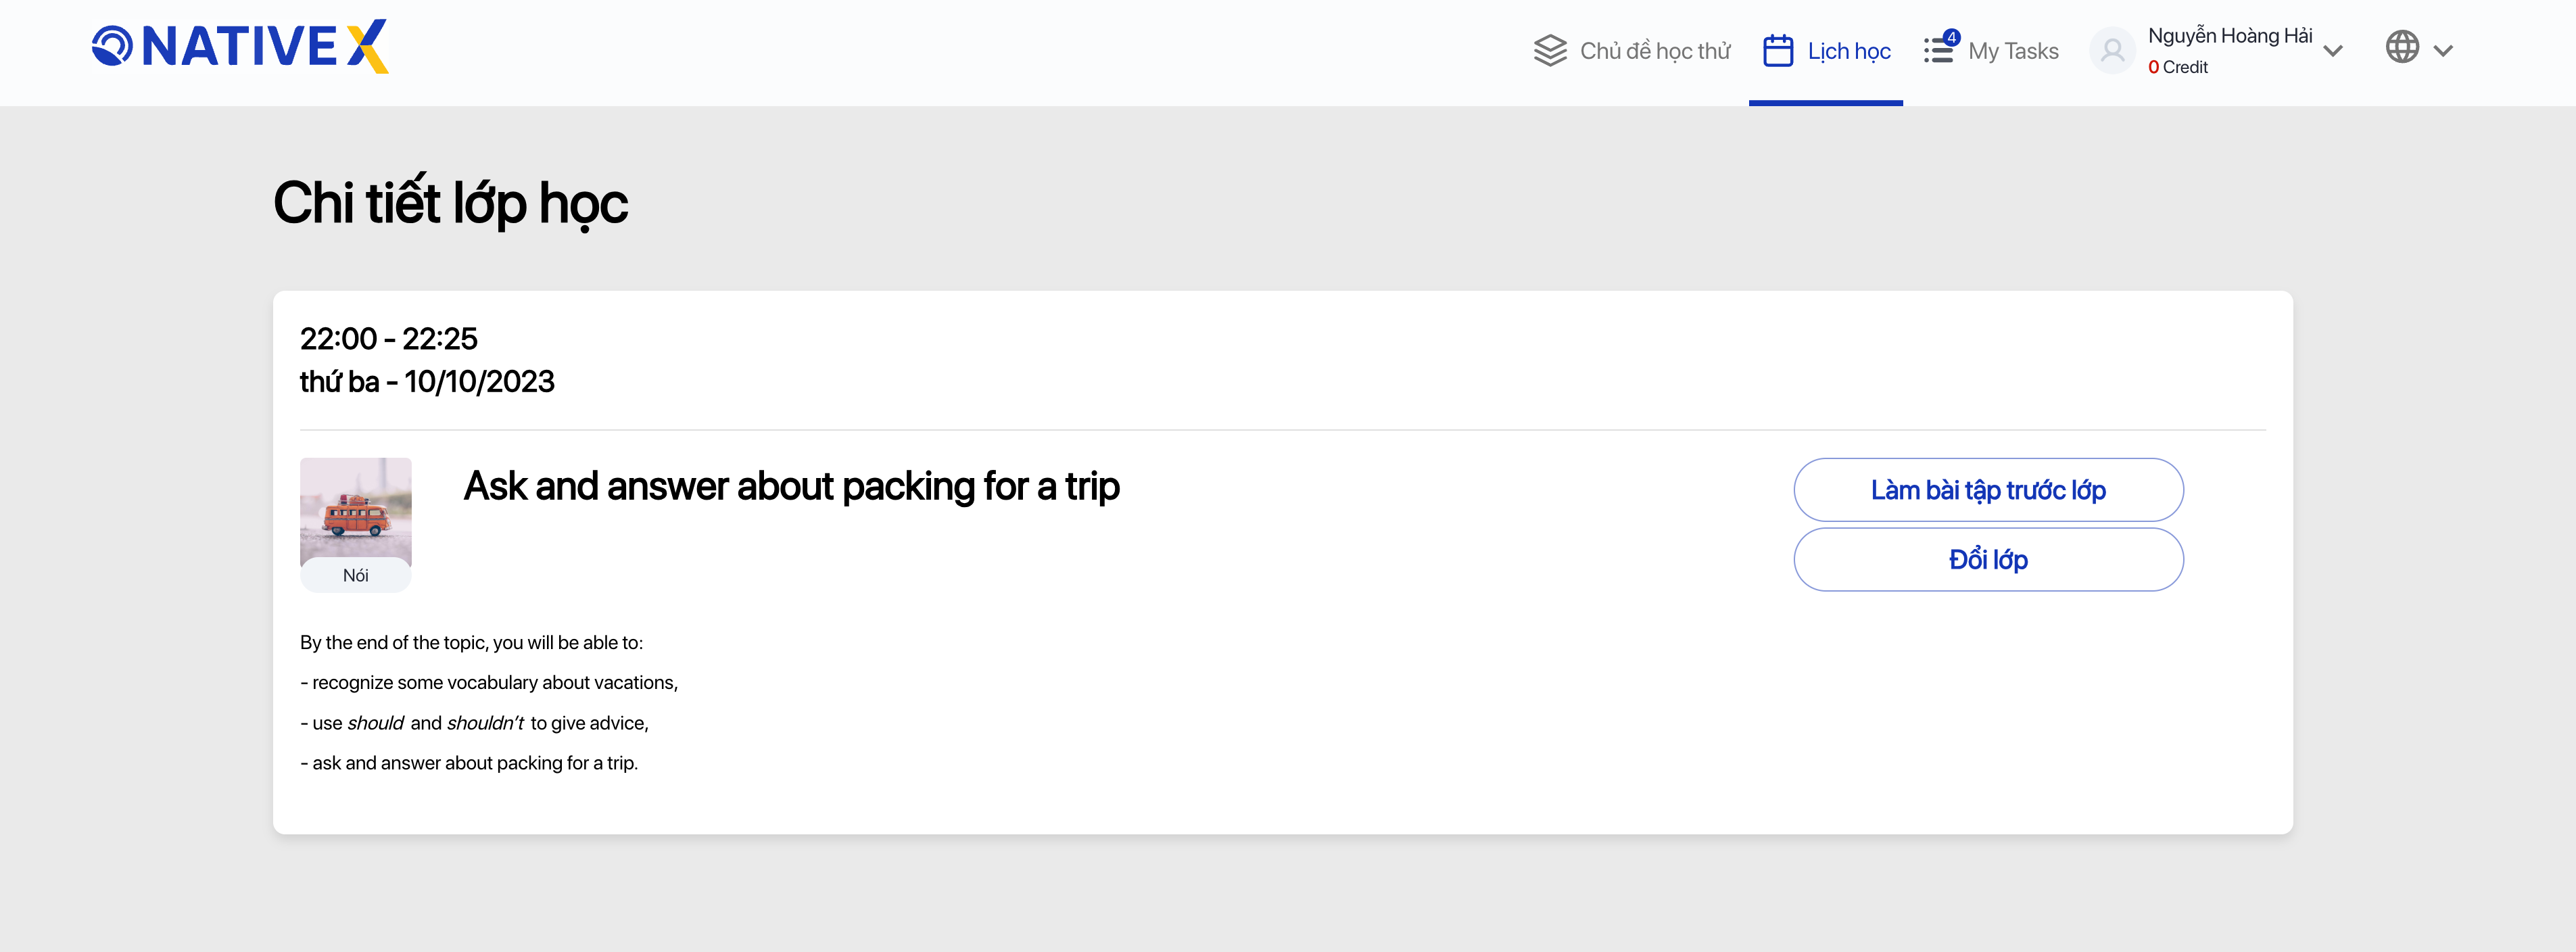 NATIVEX
Chủ đề học thử
Lịch học
4
My Tasks
Nguyễn Hoàng Hải
0 Credit
Chi tiết lớp học
22:00 - 22:25
thứ ba - 10/10/2023
Ask and answer about packing for a trip
Làm bài tập trước lớp
Đổi lớp
Nói
By the end of the topic, you will be able to:
- recognize some vocabulary about vacations,
- use should and shouldn’t to give advice,
- ask and answer about packing for a trip.